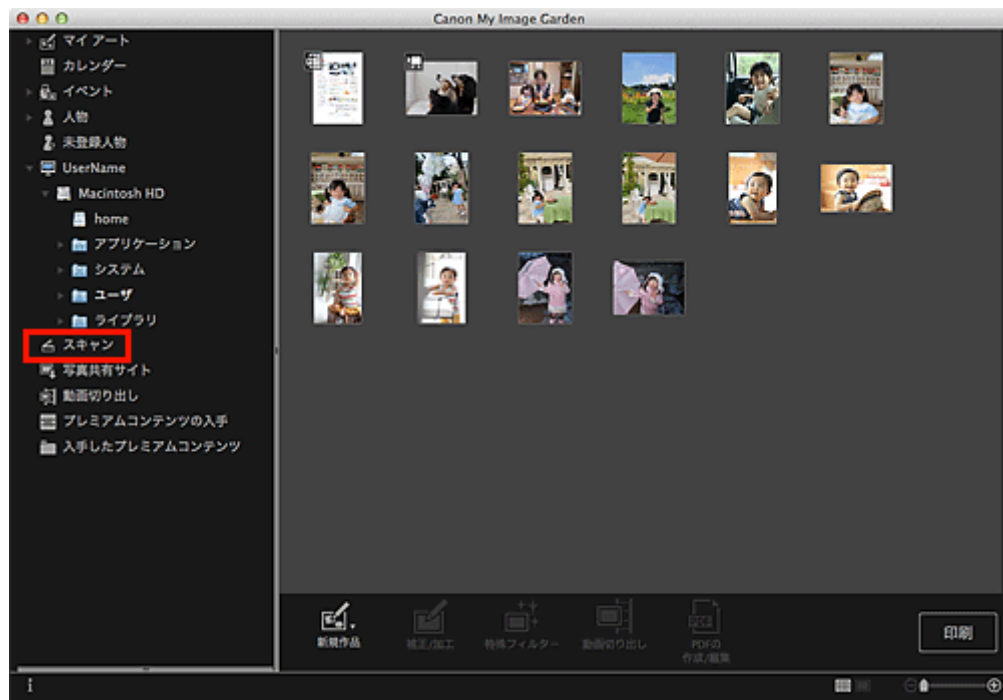 Canon My Image Garden
マイ アート
カレンダー
イベント
人物
未登録人物
UserName
Macintosh HD
home
アプリケーション
システム
ユーザ
ライブラリ
スキャン
写真共有サイト
動画切り出し
プレミアムコンテンツの入手
入手したプレミアムコンテンツ
新規作品
補正/加工
特殊フィルター
動画切り出し
PDFの
作成/編集
印刷